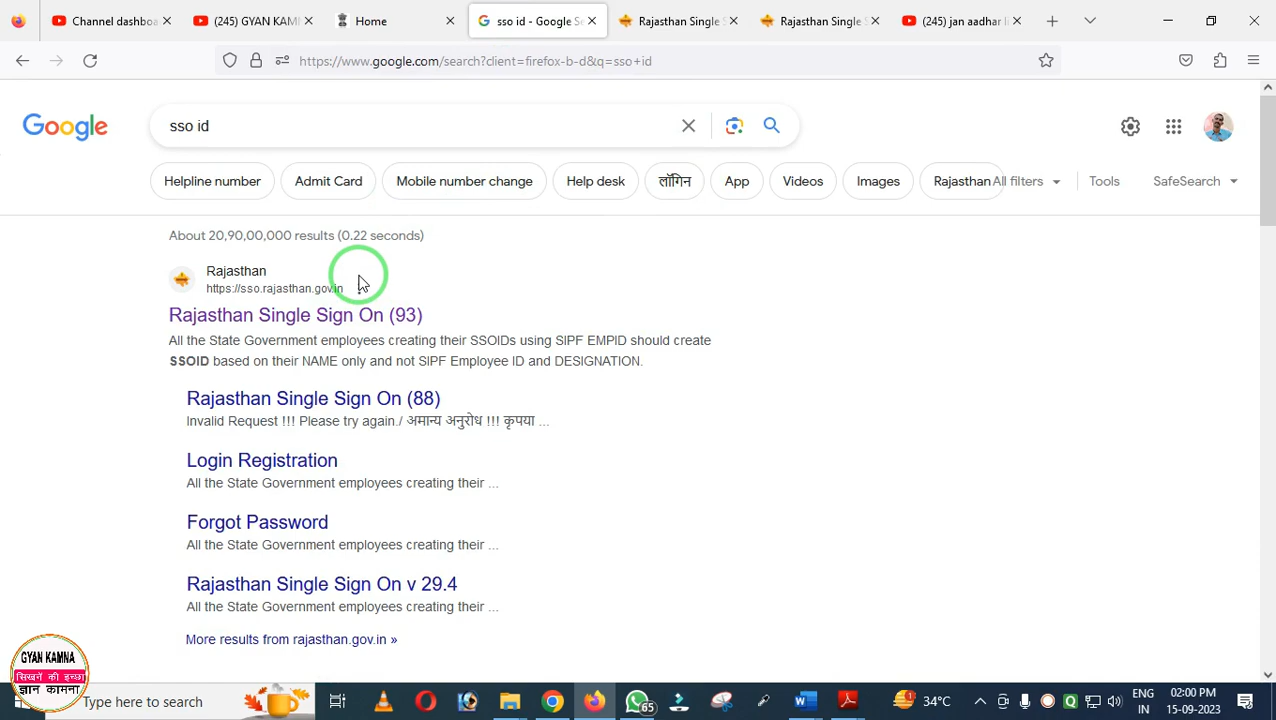 Channel dashboa
(245) GYAN KAM
Home
sso id - Google Se
Rajasthan Single S
Rajasthan Single S
(245) jan aadhar l
https://www.google.com/search?client=firefox-b-d&q=sso+id
Google
sso id
Helpline number
Admit Card
Mobile number change
Help desk
लॉगिन
App
Videos
Images
Rajasthan
All filters
Tools
SafeSearch
About 20,90,00,000 results (0.22 seconds)
Rajasthan
https://sso.rajasthan.gov.in
Rajasthan Single Sign On (93)
All the State Government employees creating their SSOIDs using SIPF EMPID should create
SSOID based on their NAME only and not SIPF Employee ID and DESIGNATION.
Rajasthan Single Sign On (88)
Invalid Request !!! Please try again./ अमान्य अनुरोध !!! कृपया ...
Login Registration
All the State Government employees creating their ...
Forgot Password
All the State Government employees creating their ...
Rajasthan Single Sign On v 29.4
All the State Government employees creating their ...
More results from rajasthan.gov.in »
GYAN KAMNA
सिखनें की इच्छा
ज्ञान कामना
Type here to search
65
1
34°C
ENG
IN
02:00 PM
15-09-2023